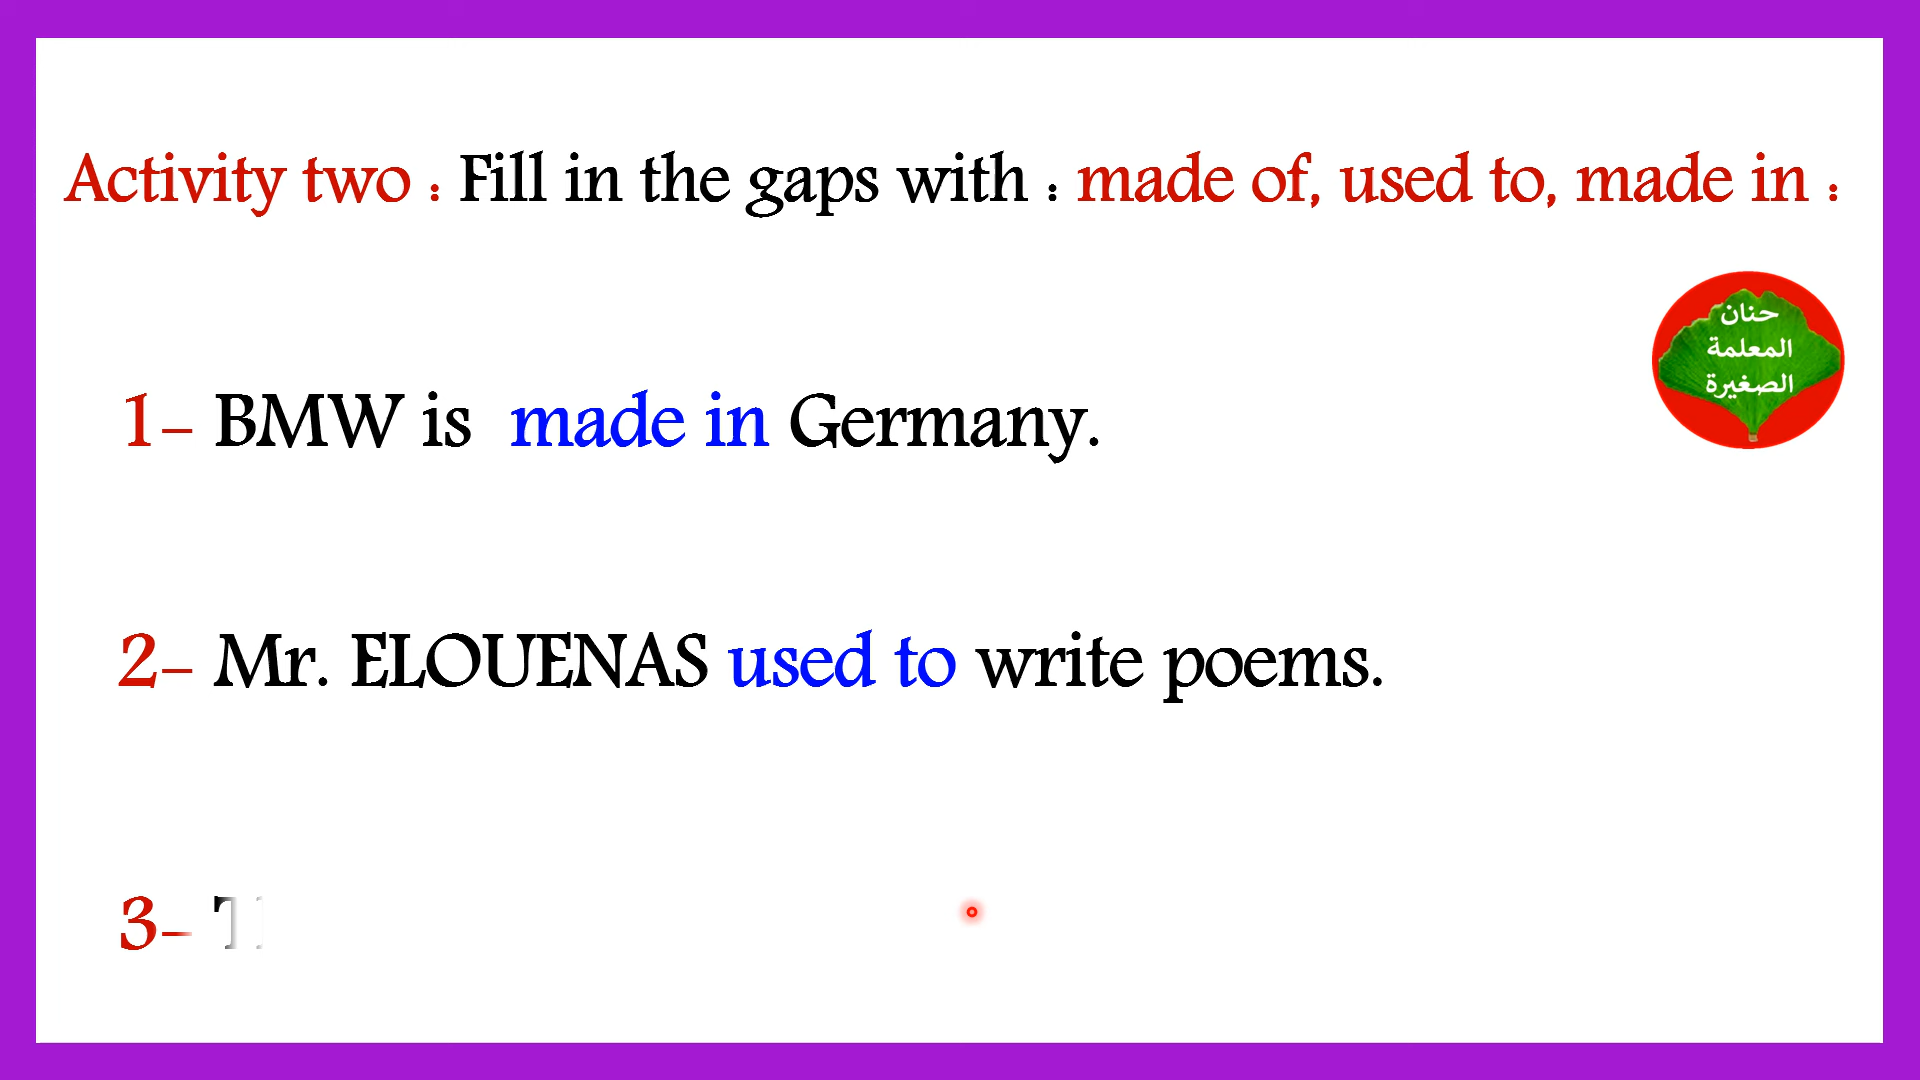 Activity two : Fill in the gaps with : made of, used to, made in :
حنان
المعلمة
الصغيرة
1- BMW is made in Germany.
2- Mr. ELOUENAS used to write poems.
3-